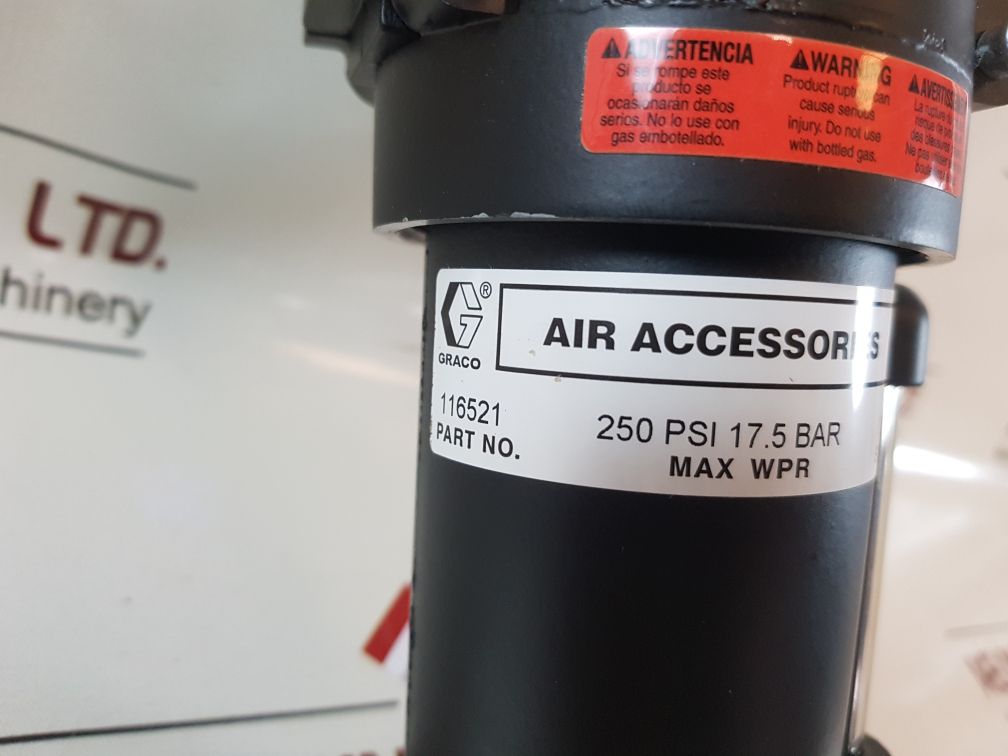 ADVERTENCIA
Si se rompe este
producto se
ocasionarán daños
serios. No lo use con
gas embotellado.
WARNING
Product rupture can
cause serious
injury. Do not use
with bottled gas.
LTD.
hinery
GRACO
®
AIR ACCESSORIES
116521
PART NO.
250 PSI 17.5 BAR
MAX WPR